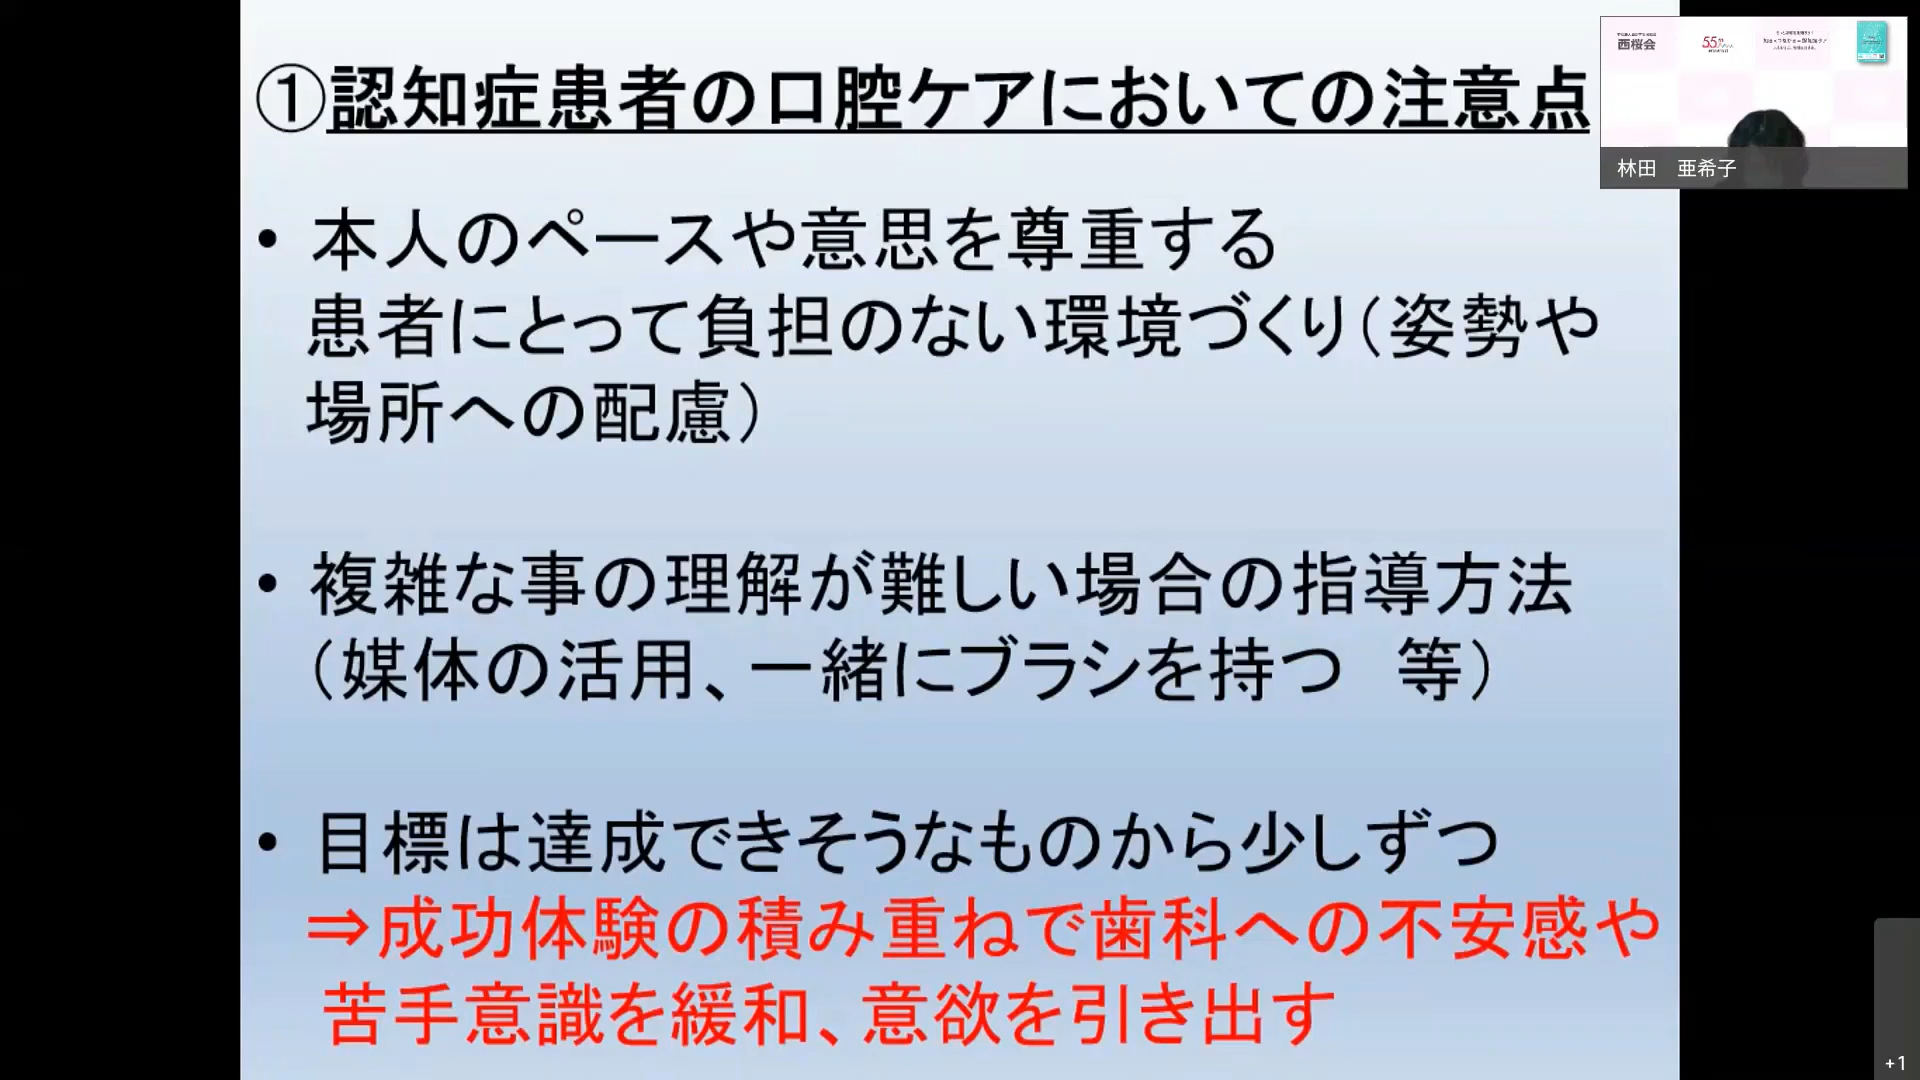 ①認知症患者の口腔ケアにおいての注意点
• 本人のペースや意思を尊重する
患者にとって負担のない環境づくり（姿勢や
場所への配慮）
• 複雑な事の理解が難しい場合の指導方法
（媒体の活用、一緒にブラシを持つ　等）
• 目標は達成できそうなものから少しずつ
⇒成功体験の積み重ねで歯科への不安感や
苦手意識を緩和、意欲を引き出す
西桜会
55th
林田　亜希子
+1